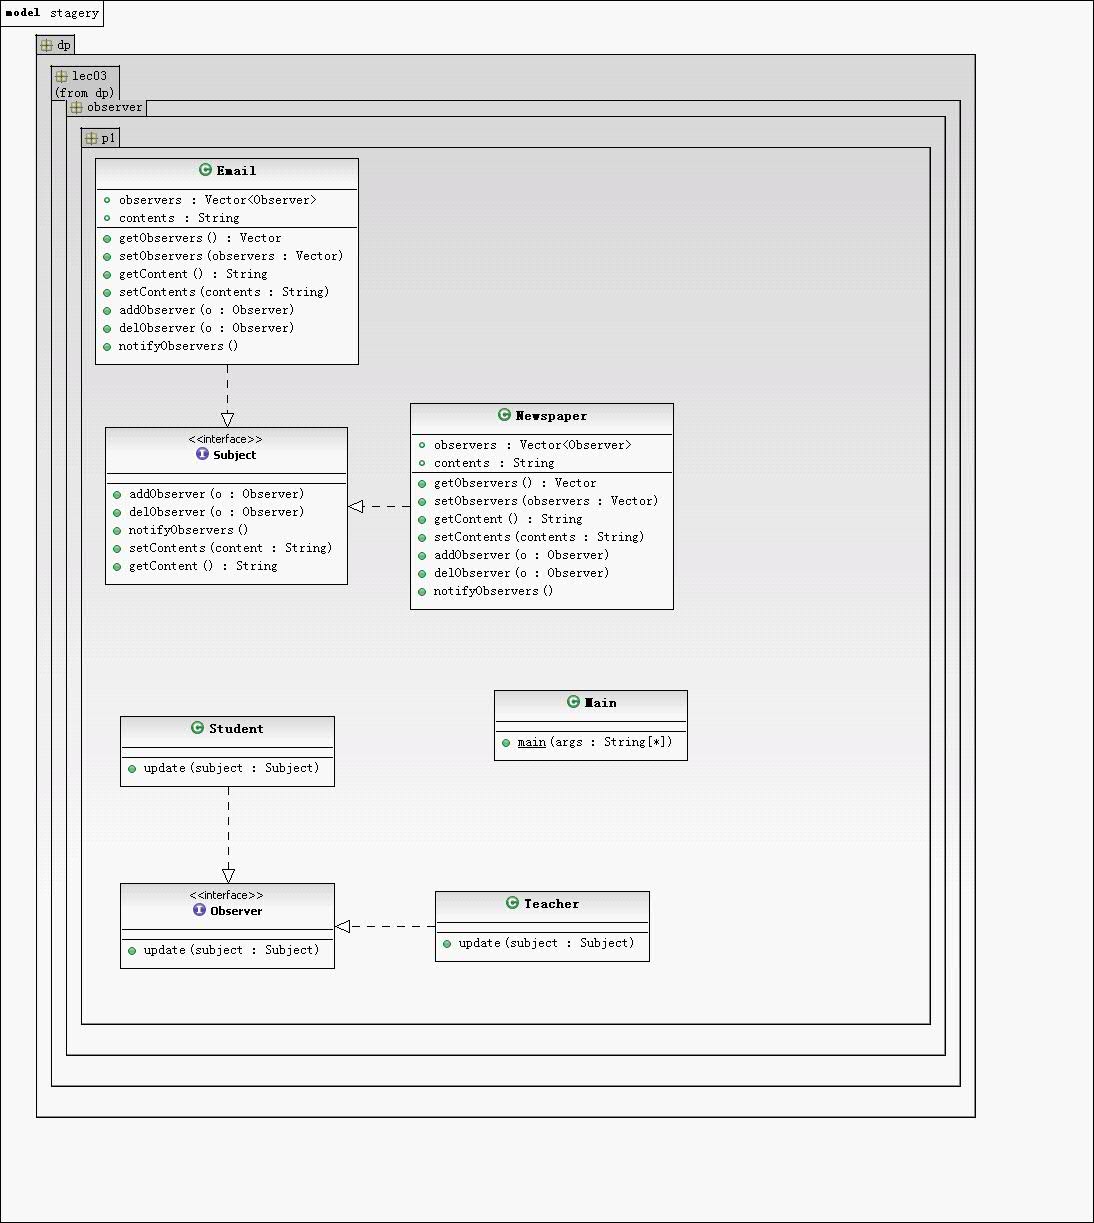 model stagery
dp
lec03
(from dp)
observer
p1
Email
observers : Vector<Observer>
contents : String
getObservers() : Vector
setObservers(observers : Vector)
getContent() : String
setContents(contents : String)
addObserver(o : Observer)
delObserver(o : Observer)
notifyObservers()
<<interface>>
Subject
addObserver(o : Observer)
delObserver(o : Observer)
notifyObservers()
setContents(content : String)
getContent() : String
Newspaper
observers : Vector<Observer>
contents : String
getObservers() : Vector
setObservers(observers : Vector)
getContent() : String
setContents(contents : String)
addObserver(o : Observer)
delObserver(o : Observer)
notifyObservers()
Main
main(args : String[*])
Student
update(subject : Subject)
<<interface>>
Observer
update(subject : Subject)
Teacher
update(subject : Subject)